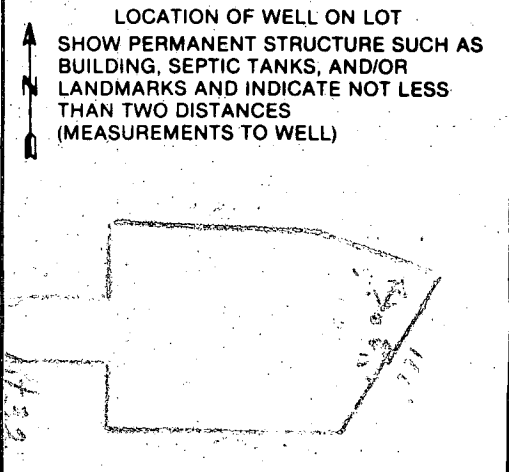 LOCATION OF WELL ON LOT
SHOW PERMANENT STRUCTURE SUCH AS
BUILDING, SEPTIC TANKS, AND/OR
LANDMARKS AND INDICATE NOT LESS
THAN TWO DISTANCES
(MEASUREMENTS TO WELL)
N